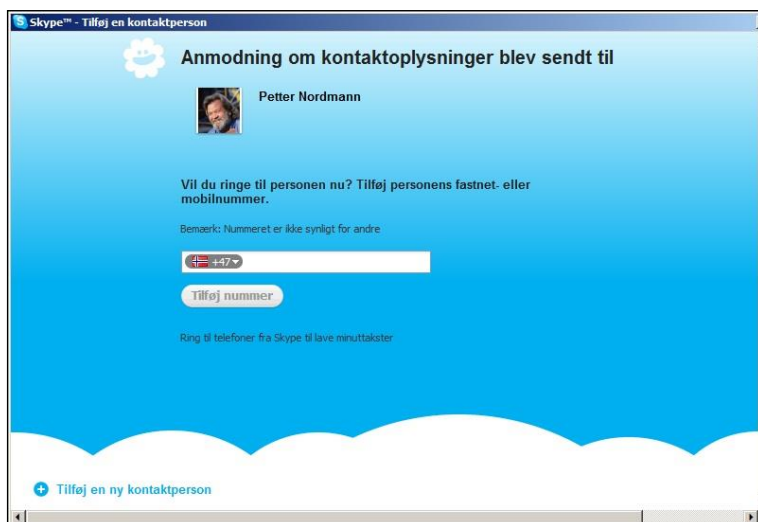 Skype™ - Tilføj en kontaktperson
Anmodning om kontaktoplysninger blev sendt til
Petter Nordmann
Vil du ringe til personen nu? Tilføj personens fastnet- eller
mobilnummer.
Bemærk: Nummeret er ikke synligt for andre
+47
Tilføj nummer
Ring til telefoner fra Skype til lave minuttakster
Tilføj en ny kontaktperson